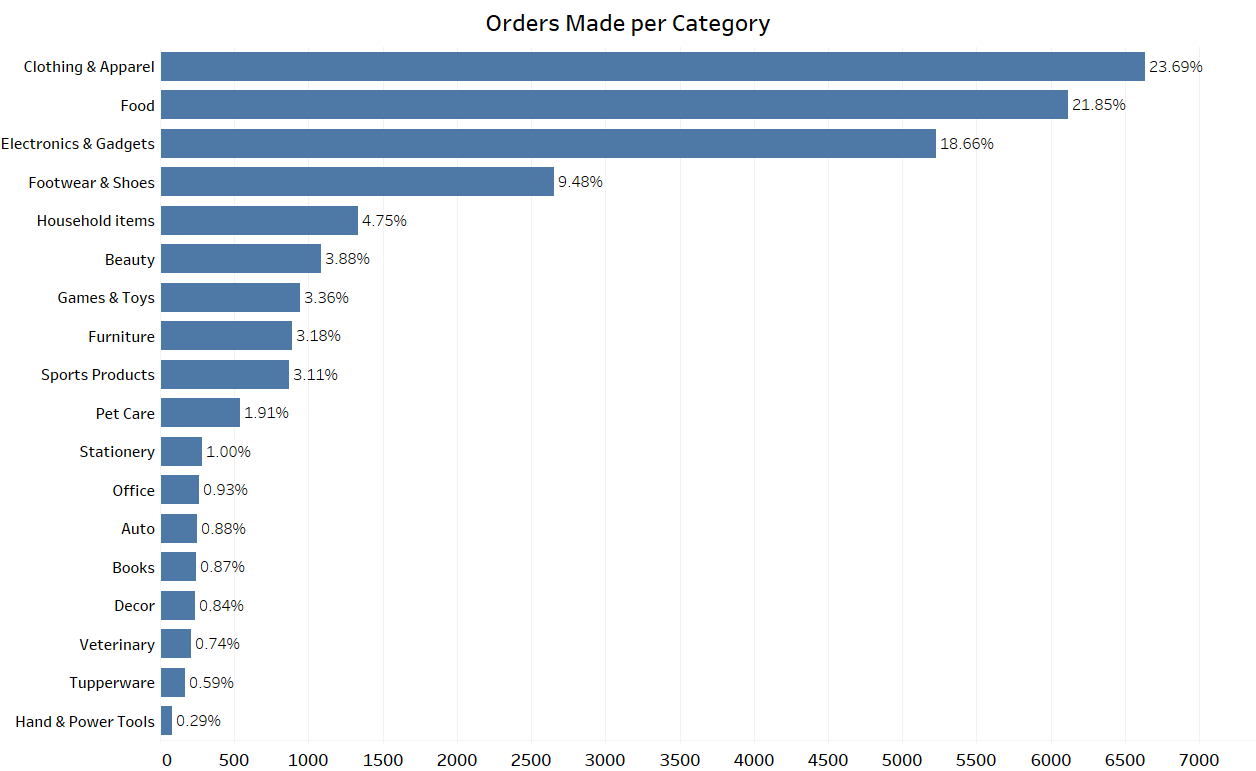 Orders Made per Category
Clothing & Apparel 23.69%
Food 21.85%
Electronics & Gadgets 18.66%
Footwear & Shoes 9.48%
Household items 4.75%
Beauty 3.88%
Games & Toys 3.36%
Furniture 3.18%
Sports Products 3.11%
Pet Care 1.91%
Stationery 1.00%
Office 0.93%
Auto 0.88%
Books 0.87%
Decor 0.84%
Veterinary 0.74%
Tupperware 0.59%
Hand & Power Tools 0.29%
0 500 1000 1500 2000 2500 3000 3500 4000 4500 5000 5500 6000 6500 7000